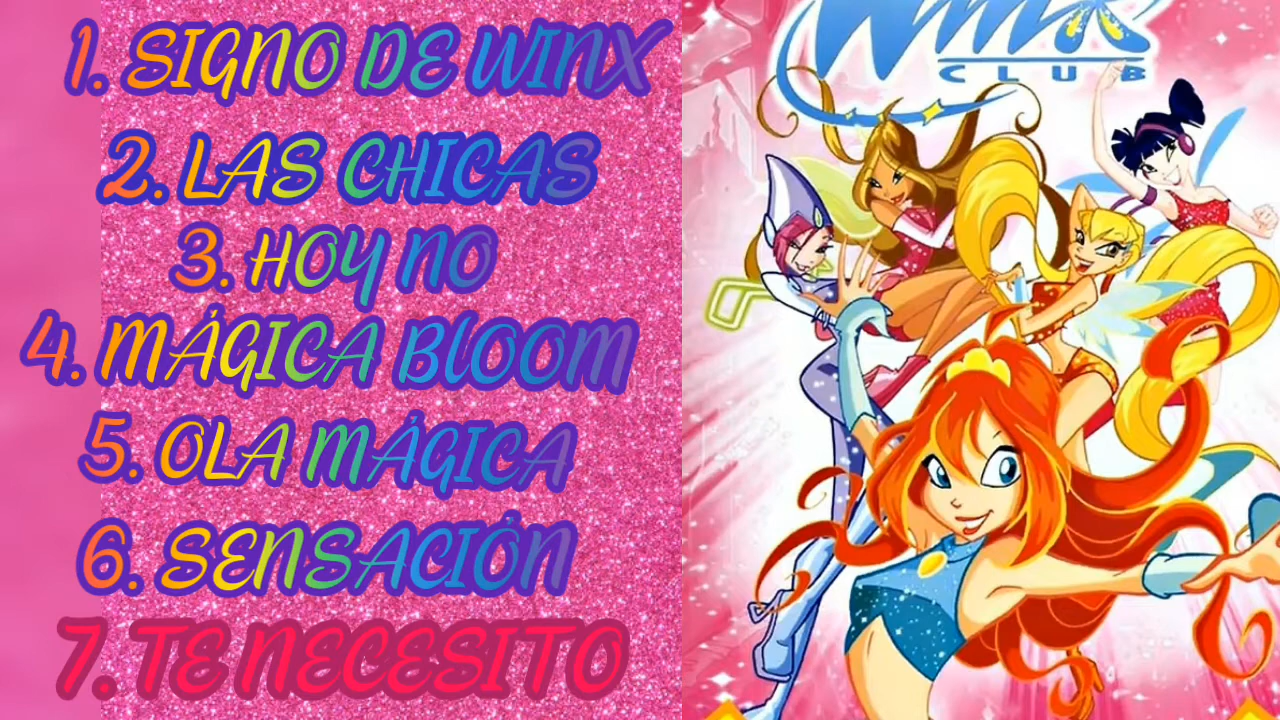 1. SIGNO DE WINX
2. LAS CHICAS
3. HOY NO
4. MÁGICA BlOOM
5. OLA MÁGICA
6. SENSACIÓN
7. TE NECESITO
Winx
CLUB